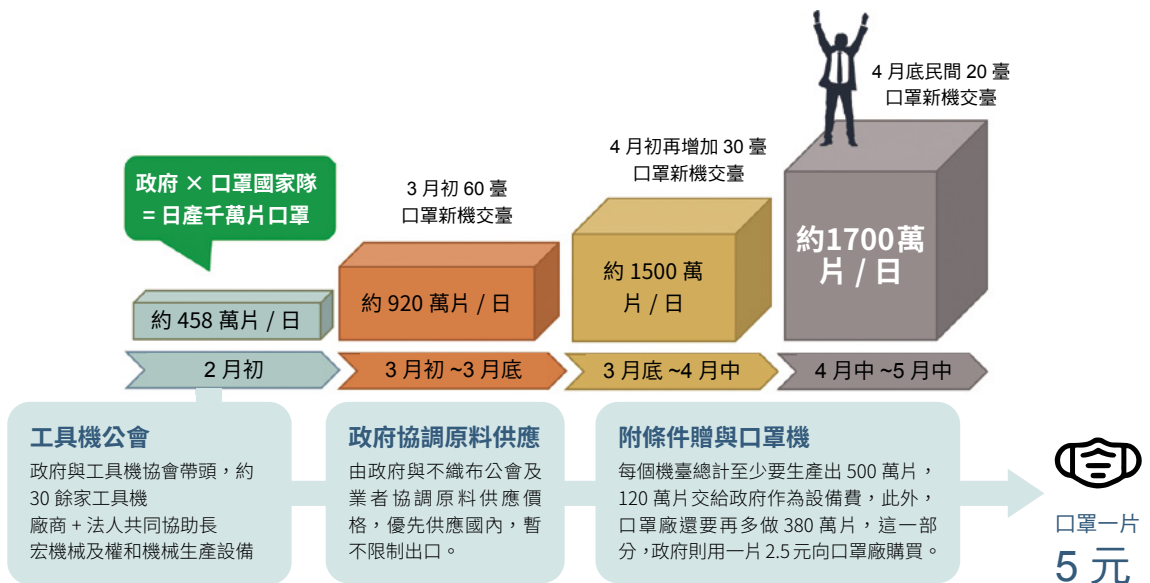 政府 × 口罩國家隊
= 日產千萬片口罩
3 月初 60 臺
口罩新機交臺
4 月初再增加 30 臺
口罩新機交臺
4 月底民間 20 臺
口罩新機交臺
約 458 萬片 / 日
約 920 萬片 / 日
約 1500 萬
片 / 日
約1700萬
片 / 日
2 月初
3 月初 ~3 月底
3 月底 ~4 月中
4 月中 ~5 月中
工具機公會
政府與工具機協會帶頭，約
30 餘家工具機
廠商 + 法人共同協助長
宏機械及權和機械生產設備
政府協調原料供應
由政府與不織布公會及
業者協調原料供應價
格，優先供應國內，暫
不限制出口。
附條件贈與口罩機
每個機臺總計至少要生產出 500 萬片，
120 萬片交給政府作為設備費，此外，
口罩廠還要再多做 380 萬片，這一部
分，政府則用一片 2.5 元向口罩廠購買。
口罩一片
5 元